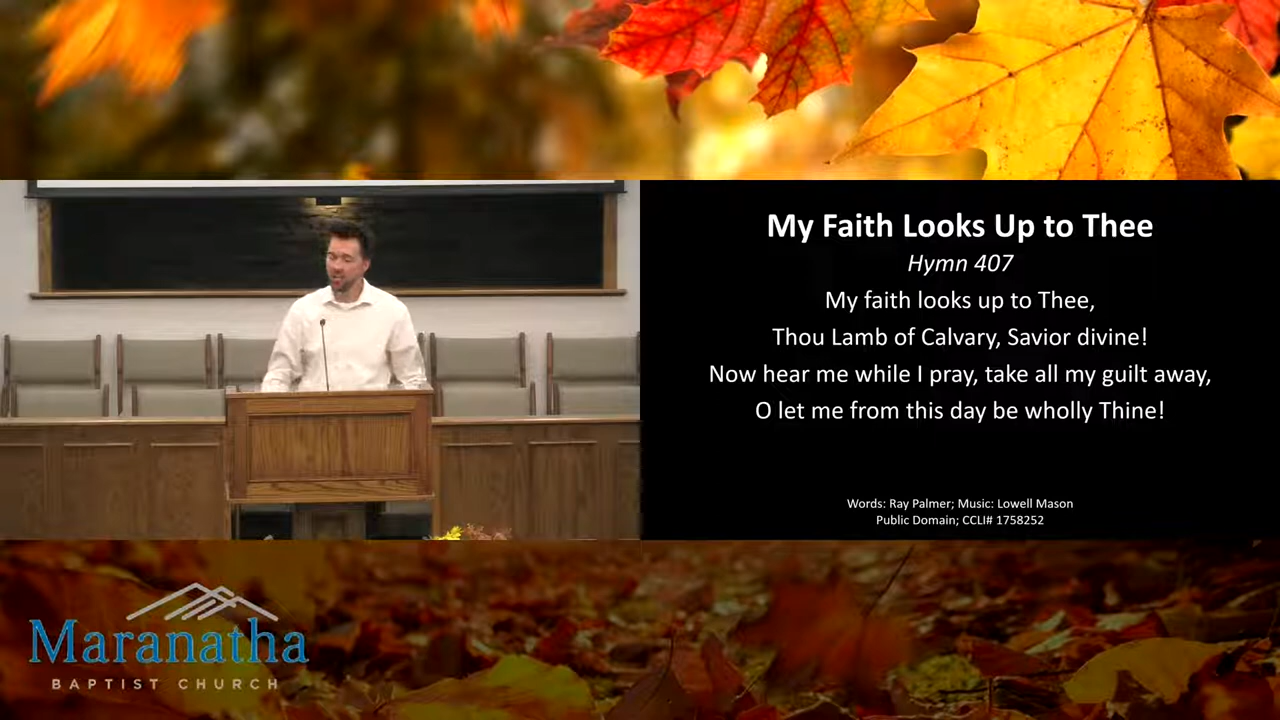 My Faith Looks Up to Thee
Hymn 407
My faith looks up to Thee,
Thou Lamb of Calvary, Savior divine!
Now hear me while I pray, take all my guilt away,
O let me from this day be wholly Thine!
Words: Ray Palmer; Music: Lowell Mason
Public Domain; CCLI# 1758252
Maranatha
BAPTIST CHURCH